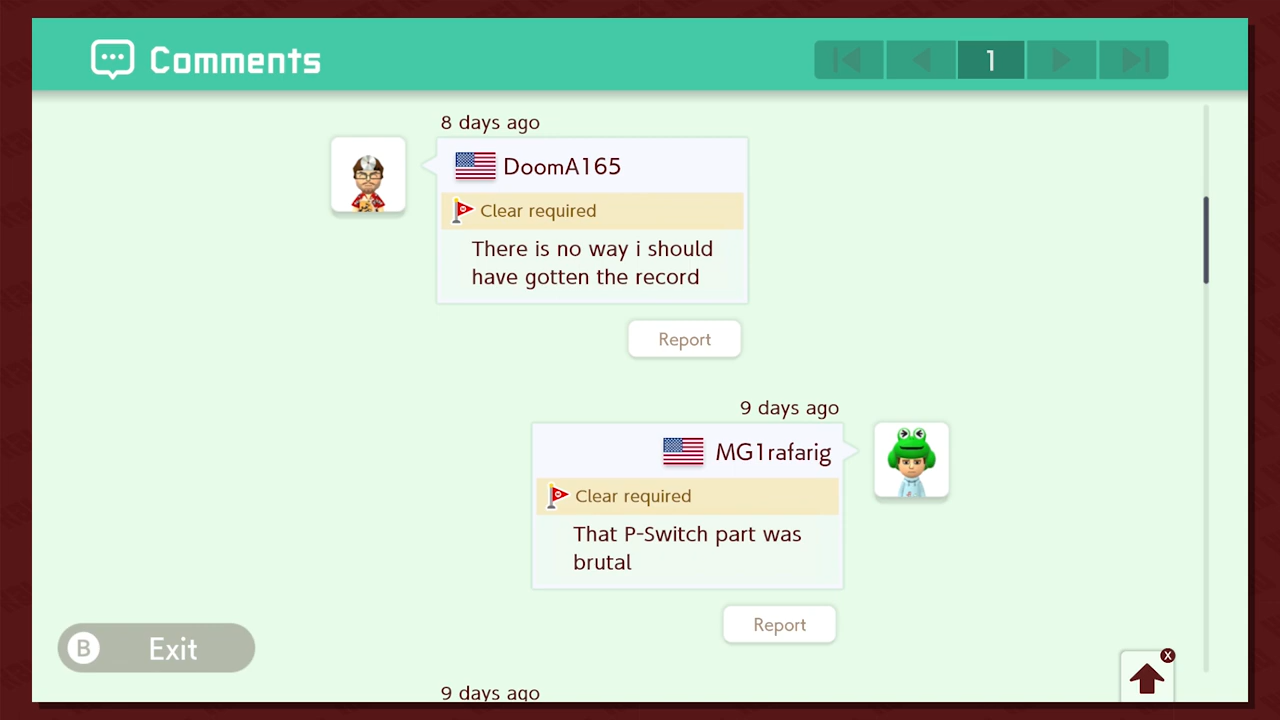 Comments
1
8 days ago
DoomA165
Clear required
There is no way i should
have gotten the record
Report
9 days ago
MG1rafarig
Clear required
That P-Switch part was
brutal
Report
B Exit
X
9 days ago